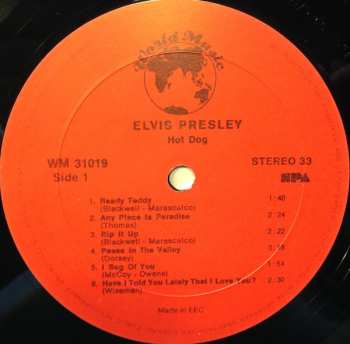 World Music
ELVIS PRESLEY
Hot Dog
WM 31019
STEREO 33
Side 1
1. Ready Teddy 1:40
(Blackwell - Marascalco)
2. Any Place Is Paradise 2:24
(Thomas)
3. Rip It Up
(Blackwell - Marascalco)
4. Peace In The Valley
(Dorsey)
5. I Beg Of You 1:54
(McCoy - Owens)
6. Have I Told You Lately That I Love You? 2:30
(Wiseman)
Made in EEC